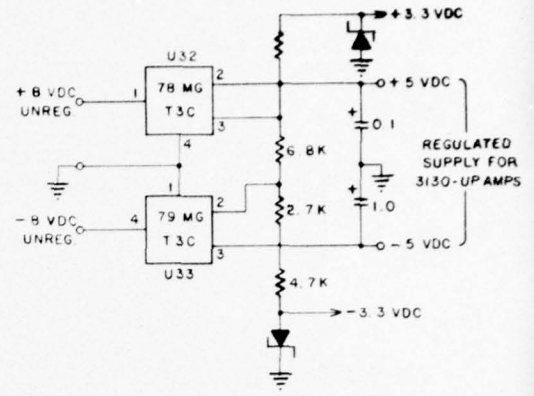 +3.3 VDC
U32
78 MG
T3C
1
2
3
4
+8 VDC
UNREG.
+5 VDC
+
0.1
6.8K
REGULATED
SUPPLY FOR
3130-UP AMPS
+
1.0
2.7K
1
79 MG
T3C
2
3
4
-8 VDC
UNREG.
U33
-5 VDC
4.7K
-3.3 VDC